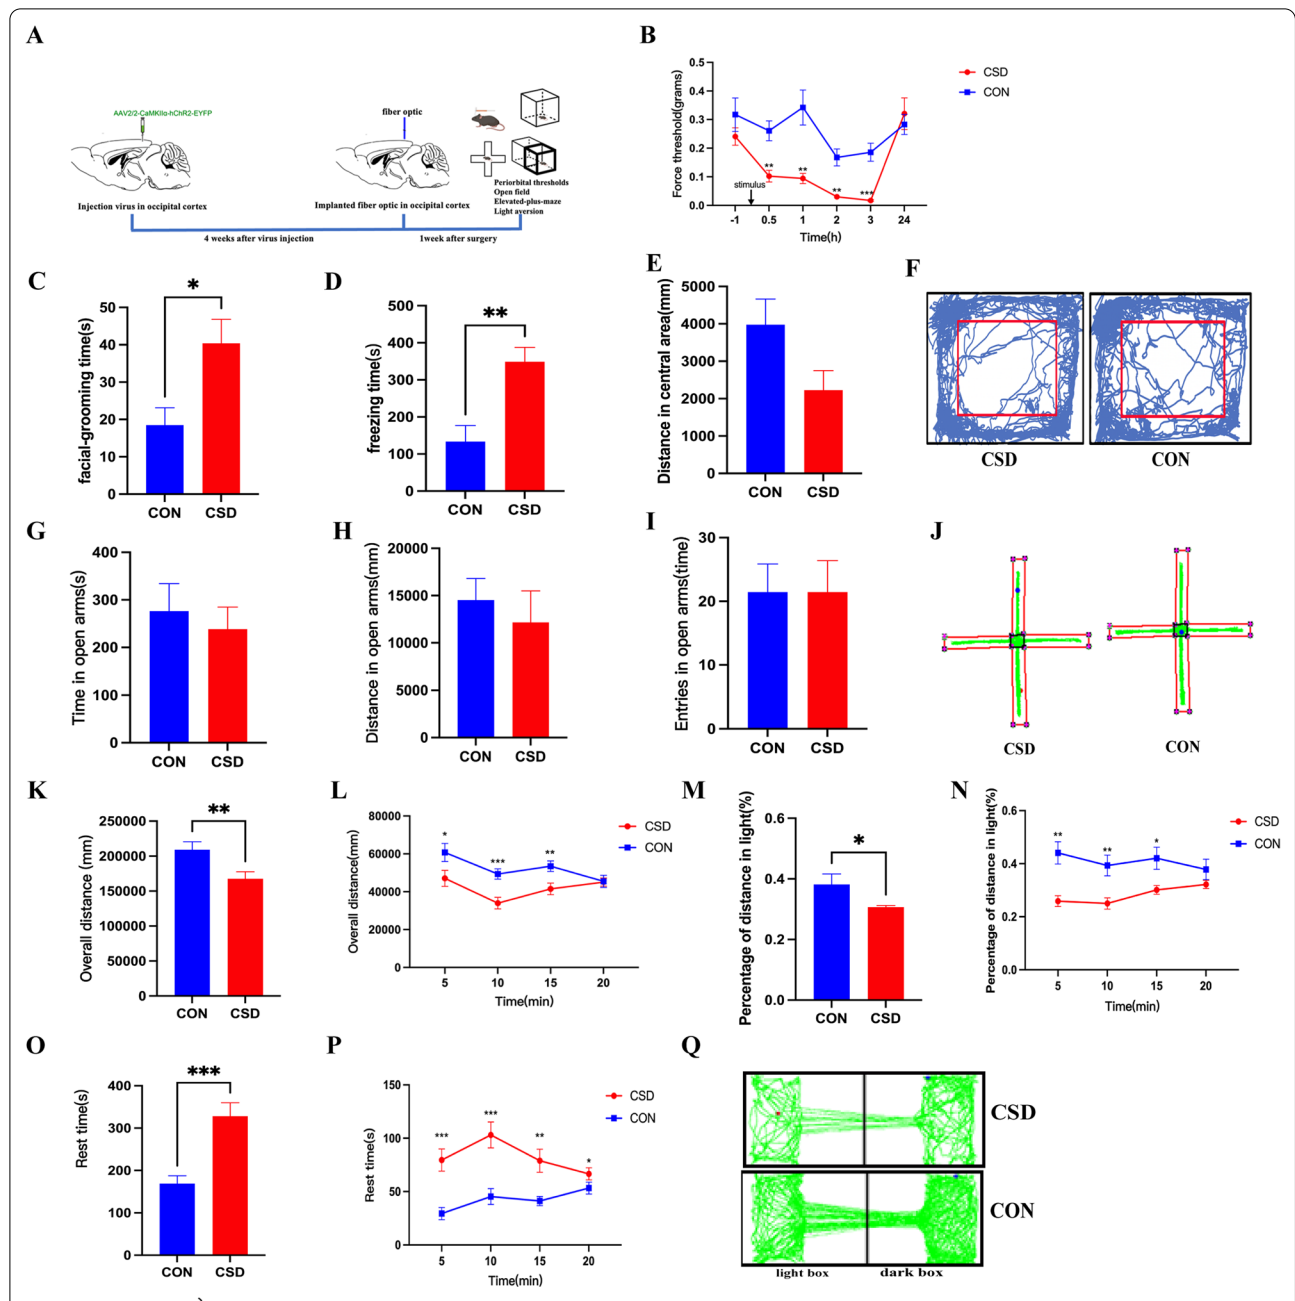 A
AAV2/2-CaMKIIα-hChR2-EYFP
fiber optic
Injection virus in occipital cortex
Implanted fiber optic in occipital cortex
Periorbital thresholds
Open field
Elevated-plus-maze
Light aversion
4 weeks after virus injection
1week after surgery
B
Force threshold(grams)
0.5
0.4
0.3
0.2
0.1
0.0
stimulus
** ** ** ***
-1 0.5 1 2 3 24
Time(h)
CSD
CON
C
facial-grooming time(s)
50
40
30
20
10
0
*
CON CSD
D
freezing time(s)
500
400
300
200
100
0
**
CON CSD
E
Distance in central area(mm)
5000
4000
3000
2000
1000
0
CON CSD
F
CSD CON
G
Time in open arms(s)
400
300
200
100
0
CON CSD
H
Distance in open arms(mm)
20000
15000
10000
5000
0
CON CSD
I
Entries in open arms(time)
30
20
10
0
CON CSD
J
CSD CON
K
Overall distance (mm)
250000
200000
150000
100000
50000
0
**
CON CSD
L
Overall distance(mm)
80000
60000
40000
20000
0
* *** **
5 10 15 20
Time(min)
CSD
CON
M
Percentage of distance in light(%)
0.6
0.4
0.2
0.0
*
CON CSD
N
Percentage of distance in light(%)
0.6
0.4
0.2
0.0
** ** *
5 10 15 20
Time(min)
CSD
CON
O
Rest time(s)
400
300
200
100
0
***
CON CSD
P
Rest time(s)
150
100
50
0
*** *** ** *
5 10 15 20
Time(min)
CSD
CON
Q
CSD
CON
light box dark box